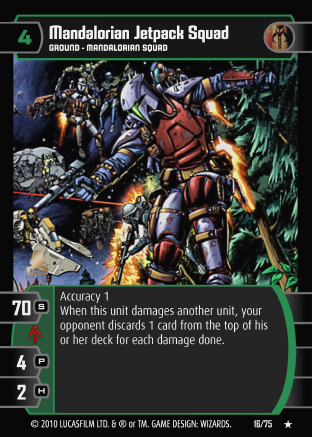 4
Mandalorian Jetpack Squad
GROUND - MANDALORIAN SQUAD
70 S
4 P
2 H
Accuracy 1
When this unit damages another unit, your
opponent discards 1 card from the top of his
or her deck for each damage done.
© 2010 LUCASFILM LTD. & ® or TM. GAME DESIGN: WIZARDS.
16/75 ★